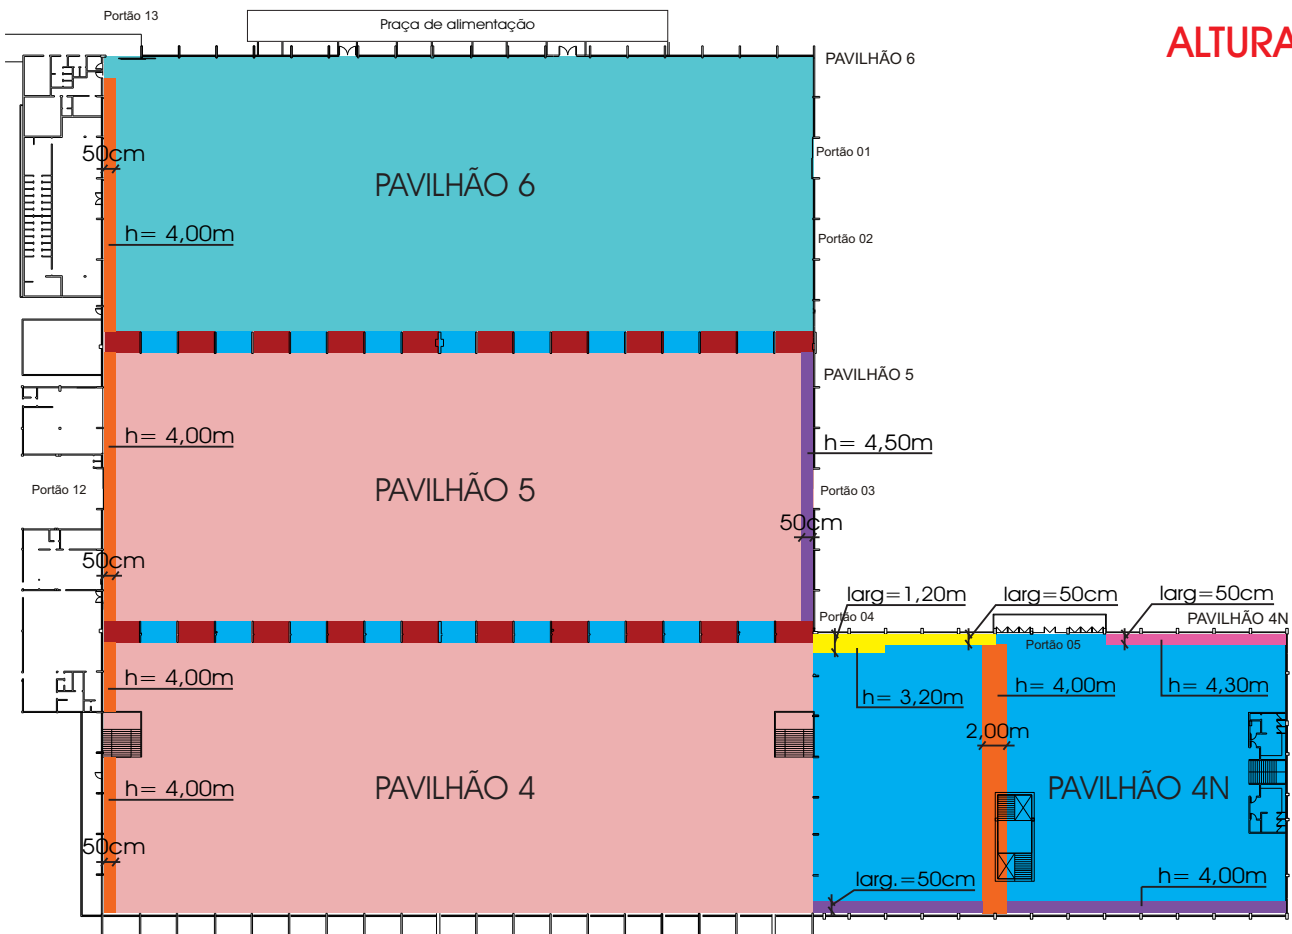 Portão 13
Praça de alimentação
ALTURA
PAVILHÃO 6
50cm
Portão 01
PAVILHÃO 6
h= 4,00m
Portão 02
PAVILHÃO 5
h= 4,00m
h= 4,50m
Portão 12
PAVILHÃO 5
Portão 03
50cm
50cm
larg=1,20m
larg=50cm
larg=50cm
Portão 04
PAVILHÃO 4N
Portão 05
h= 4,00m
h= 3,20m
h= 4,00m
h= 4,30m
2,00m
h= 4,00m
PAVILHÃO 4
PAVILHÃO 4N
50cm
larg.=50cm
h= 4,00m